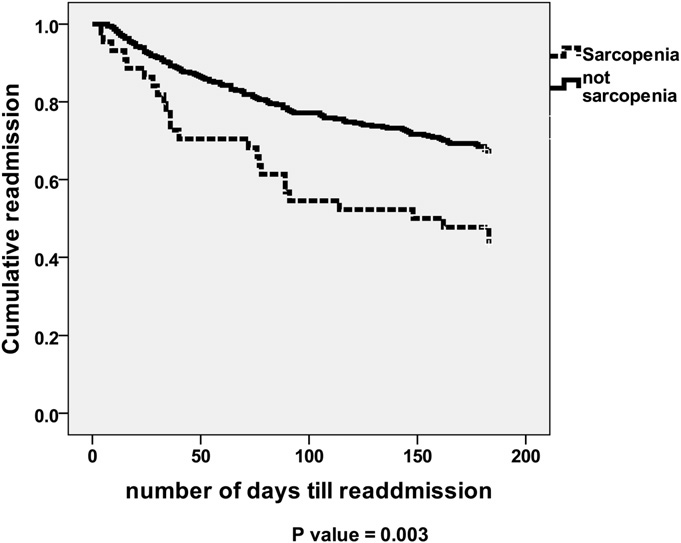 Cumulative readmission
1.0
0.8
0.6
0.4
0.2
0.0
0 50 100 150 200
number of days till readdmission
P value = 0.003
Sarcopenia
not
sarcopenia